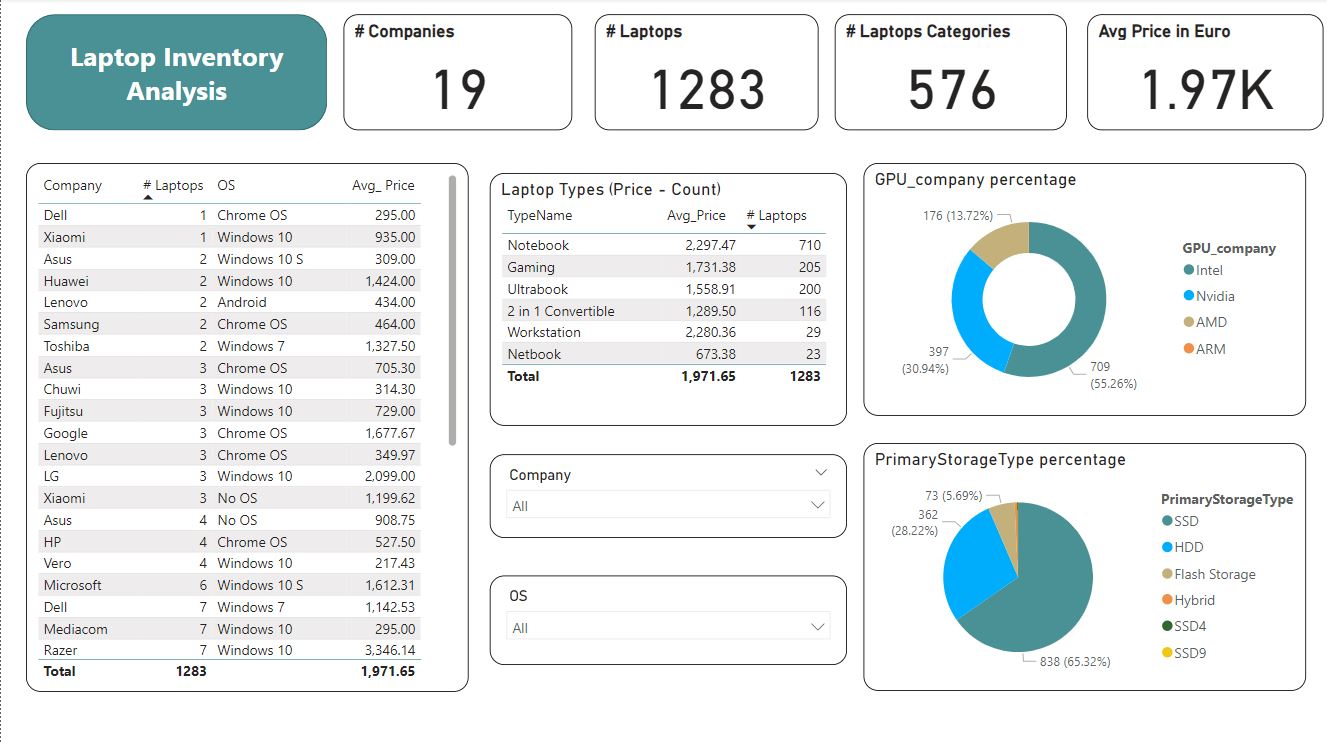 Laptop Inventory
Analysis
# Companies
19
# Laptops
1283
# Laptops Categories
576
Avg Price in Euro
1.97K
Company # Laptops OS Avg_ Price
Dell 1 Chrome OS 295.00
Xiaomi 1 Windows 10 935.00
Asus 2 Windows 10 S 309.00
Huawei 2 Windows 10 1,424.00
Lenovo 2 Android 434.00
Samsung 2 Chrome OS 464.00
Toshiba 2 Windows 7 1,327.50
Asus 3 Chrome OS 705.30
Chuwi 3 Windows 10 314.30
Fujitsu 3 Windows 10 729.00
Google 3 Chrome OS 1,677.67
Lenovo 3 Chrome OS 349.97
LG 3 Windows 10 2,099.00
Xiaomi 3 No OS 1,199.62
Asus 4 No OS 908.75
HP 4 Chrome OS 527.50
Vero 4 Windows 10 217.43
Microsoft 6 Windows 10 S 1,612.31
Dell 7 Windows 7 1,142.53
Mediacom 7 Windows 10 295.00
Razer 7 Windows 10 3,346.14
Total 1283 1,971.65
Laptop Types (Price - Count)
TypeName Avg_Price # Laptops
Notebook 2,297.47 710
Gaming 1,731.38 205
Ultrabook 1,558.91 200
2 in 1 Convertible 1,289.50 116
Workstation 2,280.36 29
Netbook 673.38 23
Total 1,971.65 1283
Company
All
OS
All
GPU_company percentage
176 (13.72%)
397
(30.94%)
709
(55.26%)
GPU_company
Intel
Nvidia
AMD
ARM
PrimaryStorageType percentage
73 (5.69%)
362
(28.22%)
838 (65.32%)
PrimaryStorageType
SSD
HDD
Flash Storage
Hybrid
SSD4
SSD9